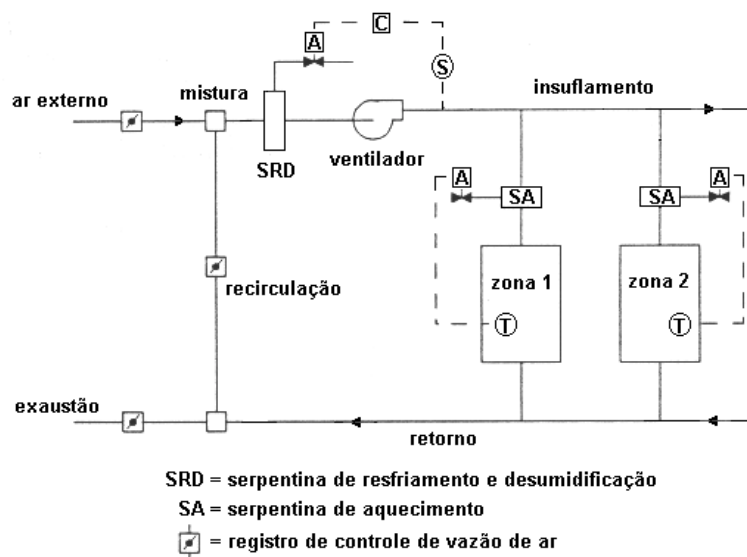 A
C
S
mistura
insuflamento
ar externo
ventilador
SRD
A
SA
SA
A
zona 1
zona 2
recirculação
T
T
exaustão
retorno
SRD = serpentina de resfriamento e desumidificação
SA = serpentina de aquecimento
= registro de controle de vazão de ar